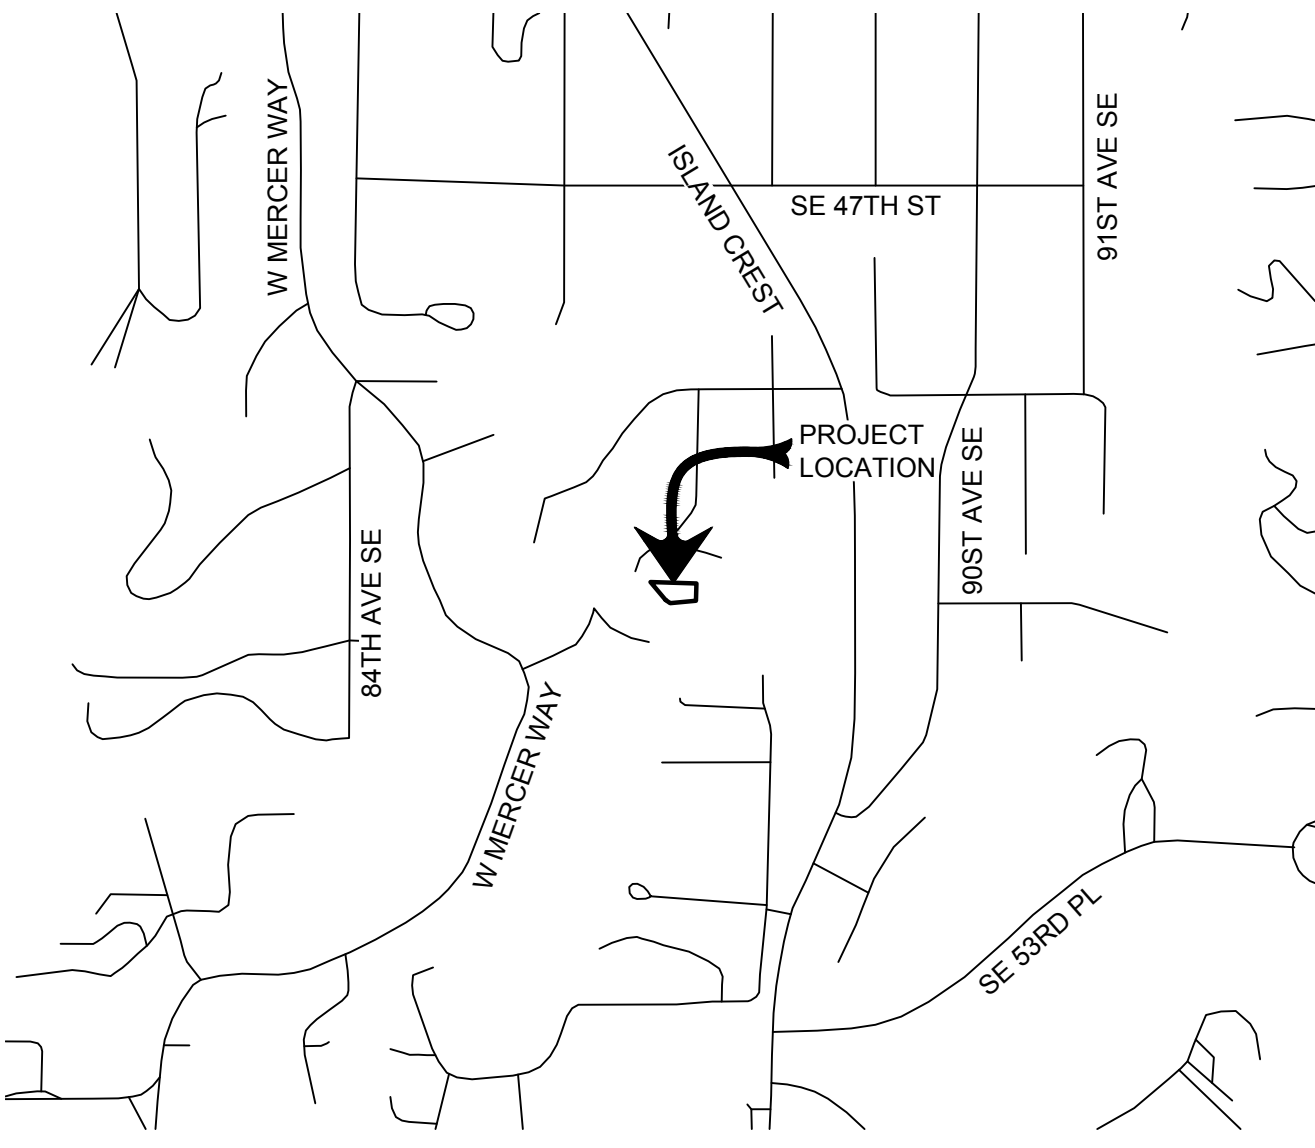 W MERCER WAY
91ST AVE SE
ISLAND CREST
SE 47TH ST
PROJECT
LOCATION
90ST AVE SE
84TH AVE SE
W MERCER WAY
SE 53RD PL